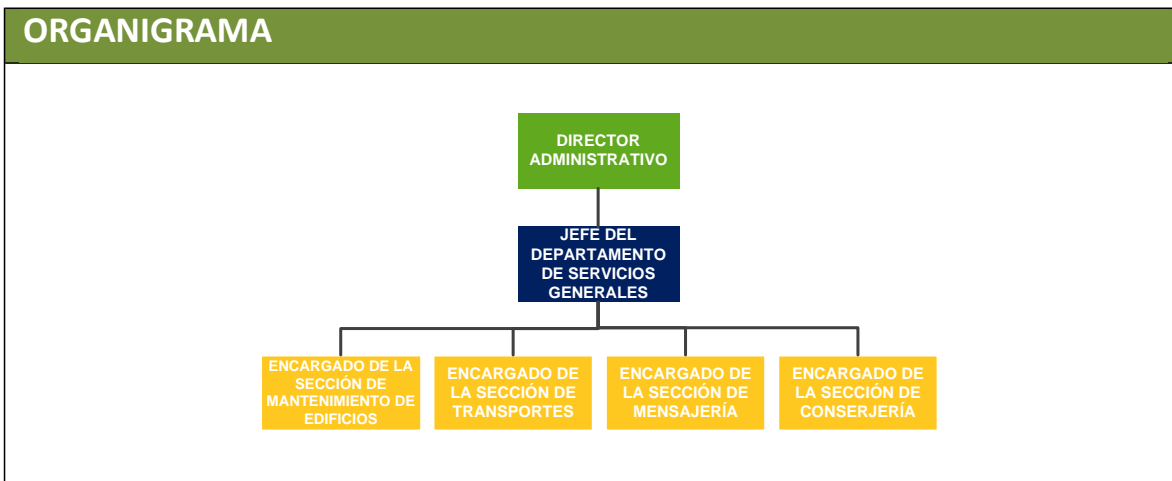 ORGANIGRAMA
DIRECTOR
ADMINISTRATIVO
JEFE DEL
DEPARTAMENTO
DE SERVICIOS
GENERALES
ENCARGADO DE LA
SECCIÓN DE
MANTENIMIENTO DE
EDIFICIOS
ENCARGADO DE
LA SECCIÓN DE
TRANSPORTES
ENCARGADO DE
LA SECCIÓN DE
MENSAJERÍA
ENCARGADO DE
LA SECCIÓN DE
CONSERJERÍA